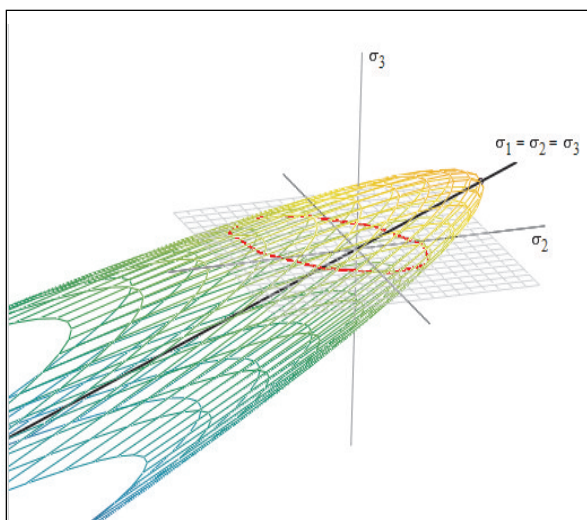 σ3
σ1 = σ2 = σ3
σ2